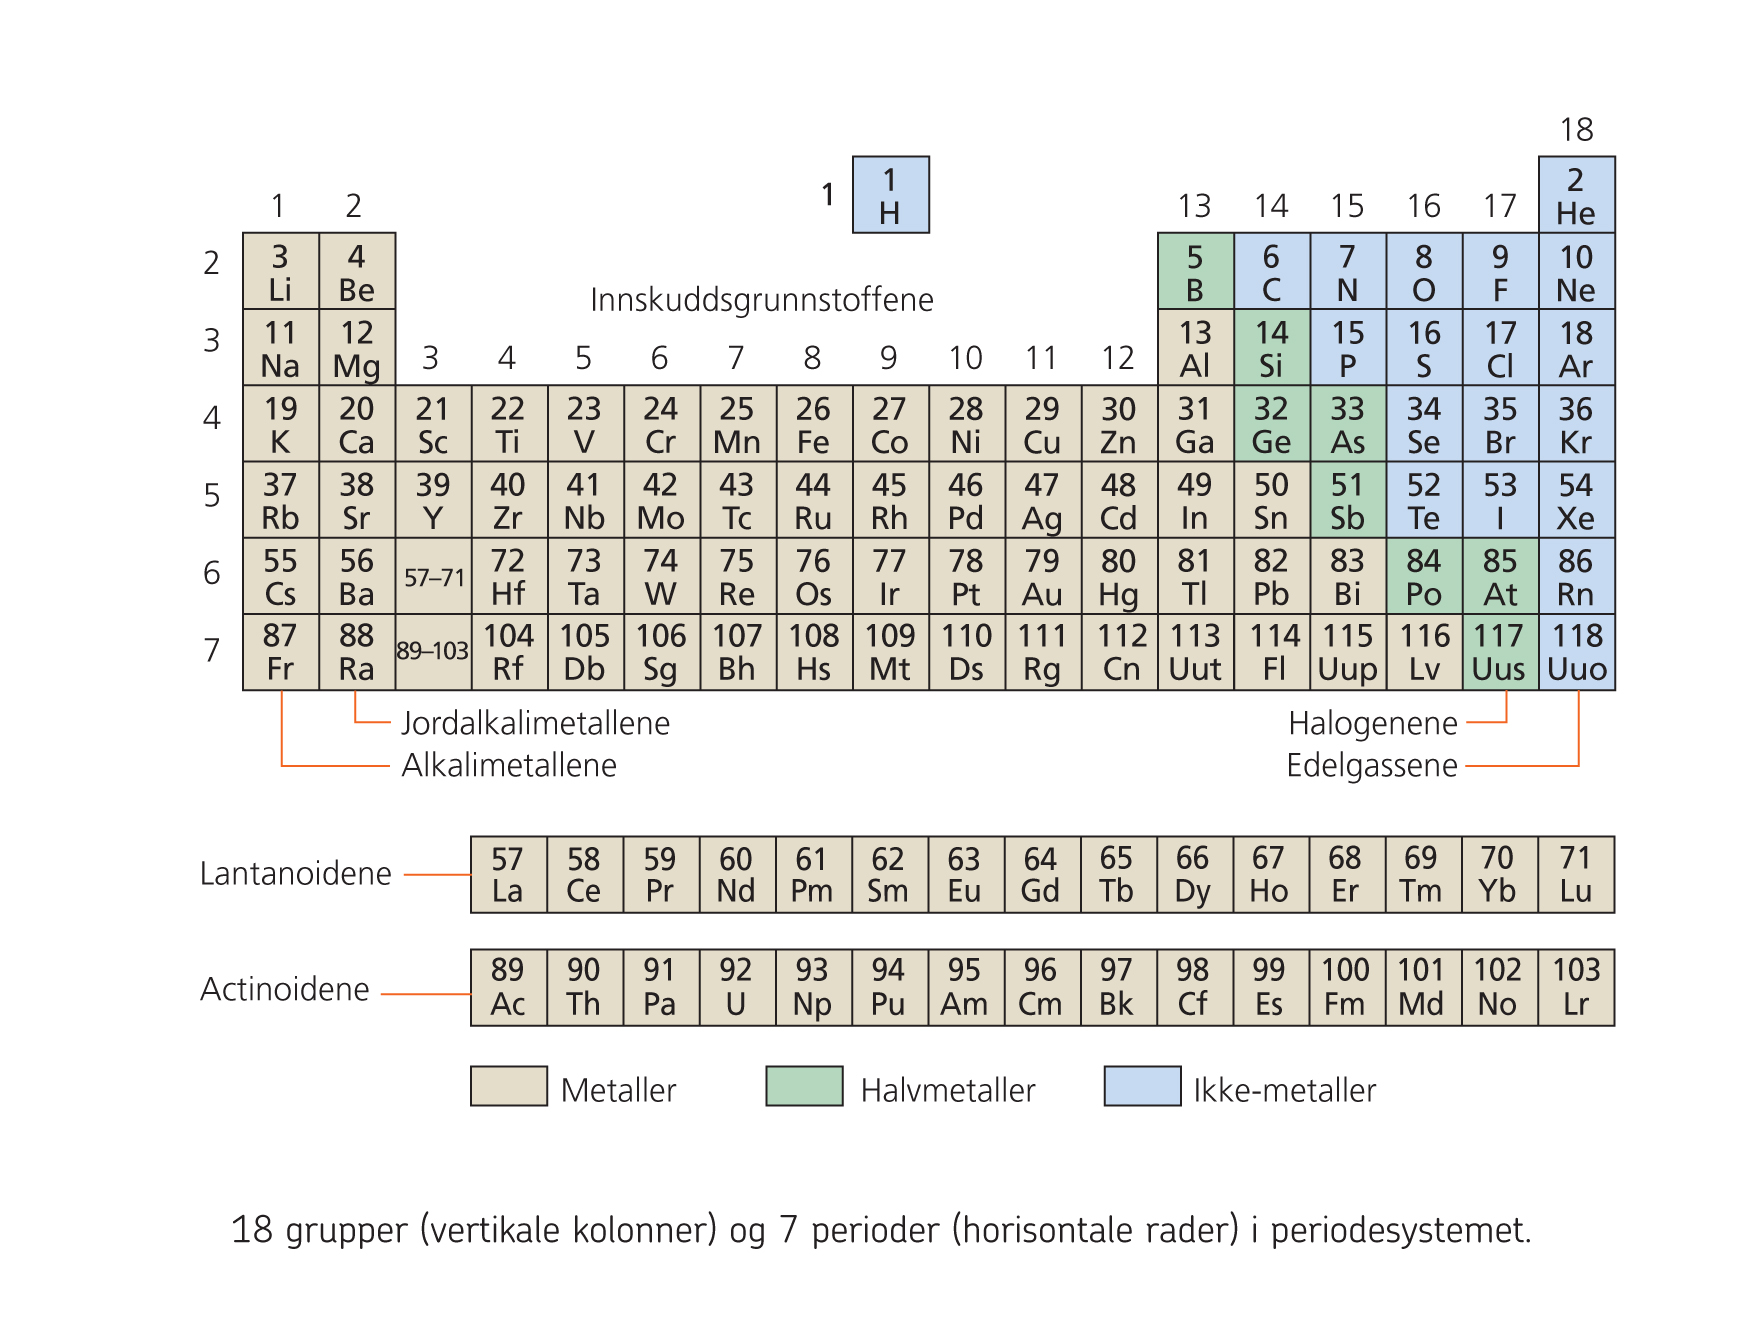 18
1 1 2
1 2 H 13 14 15 16 17 He
2 3 4 5 6 7 8 9 10
Li Be Innskuddsgrunnstoffene B C N O F Ne
3 11 12 13 14 15 16 17 18
Na Mg 3 4 5 6 7 8 9 10 11 12 Al Si P S Cl Ar
4 19 20 21 22 23 24 25 26 27 28 29 30 31 32 33 34 35 36
K Ca Sc Ti V Cr Mn Fe Co Ni Cu Zn Ga Ge As Se Br Kr
5 37 38 39 40 41 42 43 44 45 46 47 48 49 50 51 52 53 54
Rb Sr Y Zr Nb Mo Tc Ru Rh Pd Ag Cd In Sn Sb Te I Xe
6 55 56 57–71 72 73 74 75 76 77 78 79 80 81 82 83 84 85 86
Cs Ba Hf Ta W Re Os Ir Pt Au Hg Tl Pb Bi Po At Rn
7 87 88 89–103 104 105 106 107 108 109 110 111 112 113 114 115 116 117 118
Fr Ra Rf Db Sg Bh Hs Mt Ds Rg Cn Uut Fl Uup Lv Uus Uuo
Jordalkalimetallene Halogenene
Alkalimetallene Edelgassene
57 58 59 60 61 62 63 64 65 66 67 68 69 70 71
Lantanoidene La Ce Pr Nd Pm Sm Eu Gd Tb Dy Ho Er Tm Yb Lu
89 90 91 92 93 94 95 96 97 98 99 100 101 102 103
Actinoidene Ac Th Pa U Np Pu Am Cm Bk Cf Es Fm Md No Lr
Metaller Halvmetaller Ikke-metaller
18 grupper (vertikale kolonner) og 7 perioder (horisontale rader) i periodesystemet.